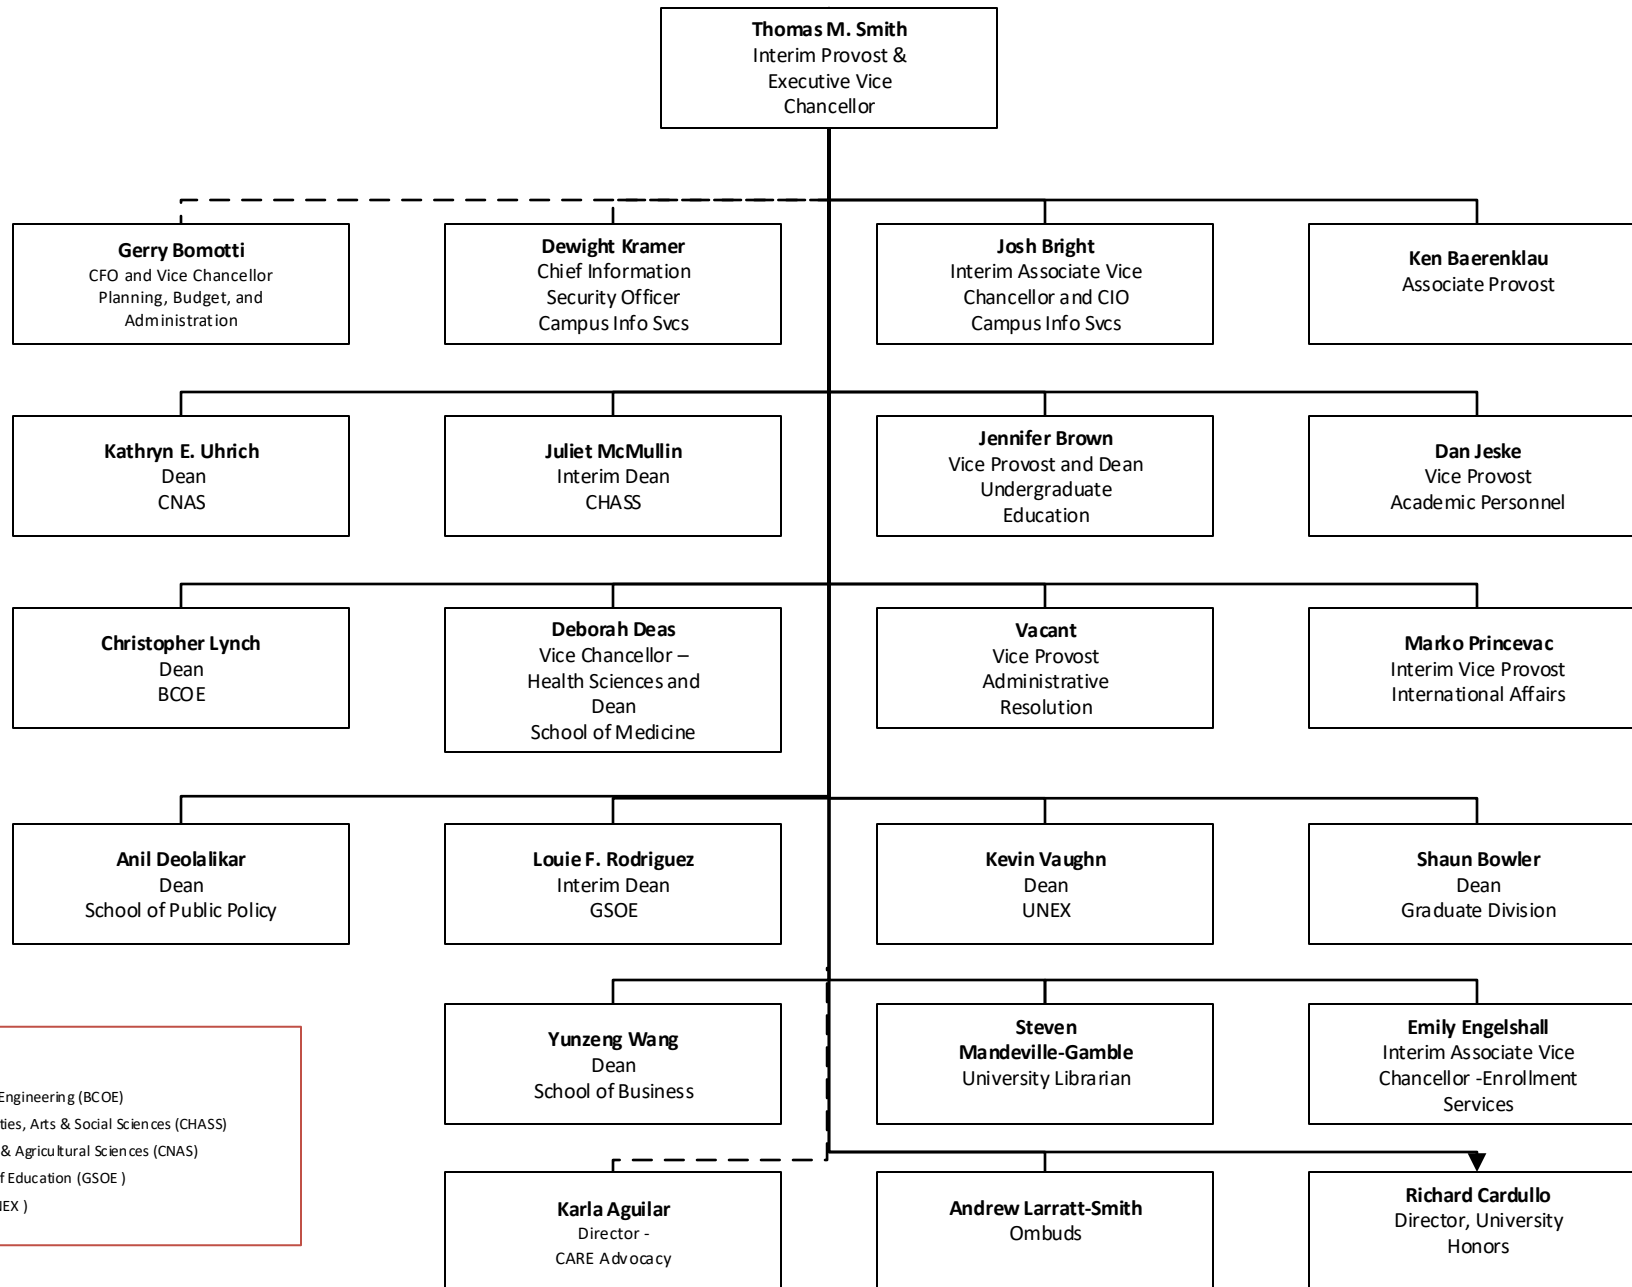 Thomas M. Smith
Interim Provost &
Executive Vice
Chancellor
Gerry Bomotti
CFO and Vice Chancellor
Planning, Budget, and
Administration
Dewight Kramer
Chief Information
Security Officer
Campus Info Svcs
Josh Bright
Interim Associate Vice
Chancellor and CIO
Campus Info Svcs
Ken Baerenklau
Associate Provost
Kathryn E. Uhrich
Dean
CNAS
Juliet McMullin
Interim Dean
CHASS
Jennifer Brown
Vice Provost and Dean
Undergraduate
Education
Dan Jeske
Vice Provost
Academic Personnel
Christopher Lynch
Dean
BCOE
Deborah Deas
Vice Chancellor –
Health Sciences and
Dean
School of Medicine
Vacant
Vice Provost
Administrative
Resolution
Marko Princevac
Interim Vice Provost
International Affairs
Anil Deolalikar
Dean
School of Public Policy
Louie F. Rodriguez
Interim Dean
GSOE
Kevin Vaughn
Dean
UNEX
Shaun Bowler
Dean
Graduate Division
Yunzeng Wang
Dean
School of Business
Steven
Mandeville-Gamble
University Librarian
Emily Engelshall
Interim Associate Vice
Chancellor -Enrollment
Services
Engineering (BCOE)
ties, Arts & Social Sciences (CHASS)
& Agricultural Sciences (CNAS)
f Education (GSOE )
NEX )
Karla Aguilar
Director -
CARE Advocacy
Andrew Larratt-Smith
Ombuds
Richard Cardullo
Director, University
Honors